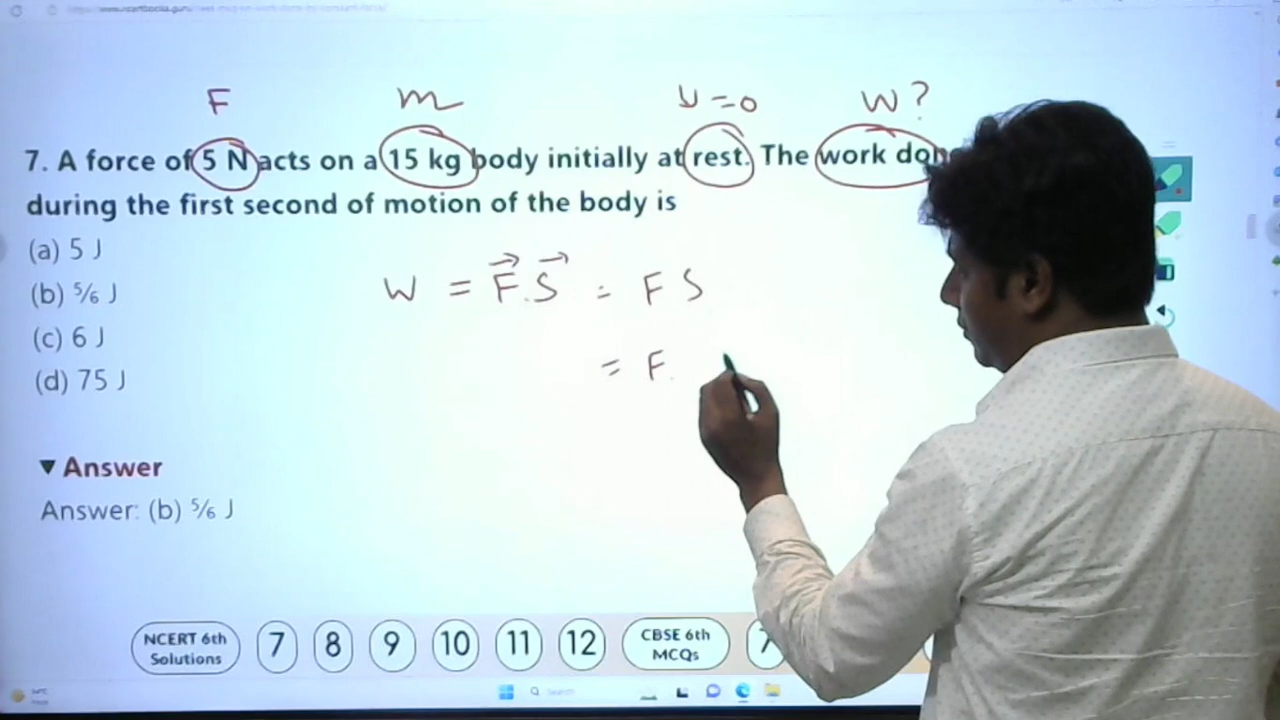 F m u = 0 W ?
7. A force of 5 N acts on a 15 kg body initially at rest. The work
during the first second of motion of the body is
(a) 5 J
(b) 5/6 J
(c) 6 J
(d) 75 J
W = F⃗.S⃗ = F S
= F.
▼ Answer
Answer: (b) 5/6 J
NCERT 6th Solutions 7 8 9 10 11 12 CBSE 6th MCQs 7
Search